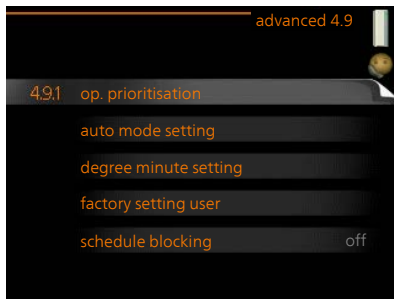 advanced 4.9
4.9.1 op. prioritisation
auto mode setting
degree minute setting
factory setting user
schedule blocking off